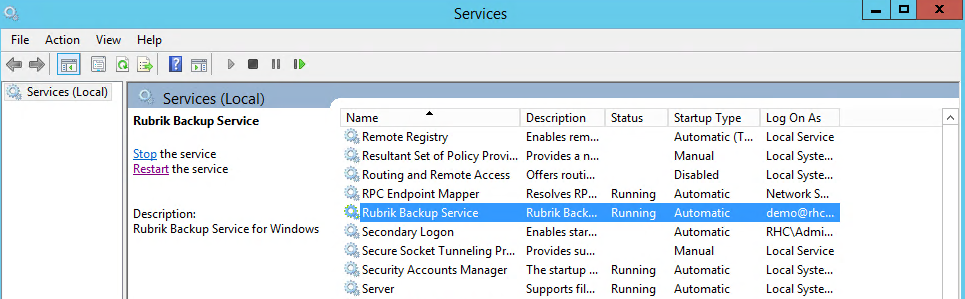 Services
File Action View Help
Services (Local)
Services (Local)
Rubrik Backup Service
Stop the service
Restart the service
Description:
Rubrik Backup Service for Windows
Name Description Status Startup Type Log On As
Remote Registry Enables rem... Automatic (T... Local Service
Resultant Set of Policy Provi... Provides a n... Manual Local Syste...
Routing and Remote Access Offers routi... Disabled Local Syste...
RPC Endpoint Mapper Resolves RP... Running Automatic Network S...
Rubrik Backup Service Rubrik Back... Running Automatic demo@rhc...
Secondary Logon Enables star... Automatic RHC\Admi...
Secure Socket Tunneling Pr... Provides su... Manual Local Service
Security Accounts Manager The startup ... Running Automatic Local Syste...
Server Supports fil... Running Automatic Local Syste...